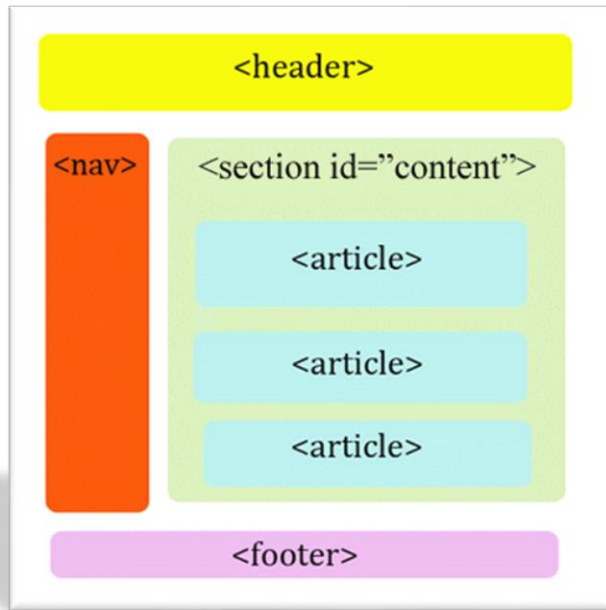 <header>
<nav>
<section id=”content”>
<article>
<article>
<article>
<footer>